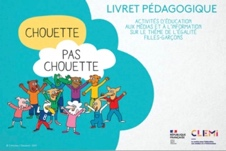 LIVRET PÉDAGOGIQUE
ACTIVITÉS D'ÉDUCATION
AUX MÉDIAS ET À L'INFORMATION
SUR LE THÈME DE L'ÉGALITÉ
FILLES-GARÇONS
CHOUETTE
PAS
CHOUETTE
CLEMI